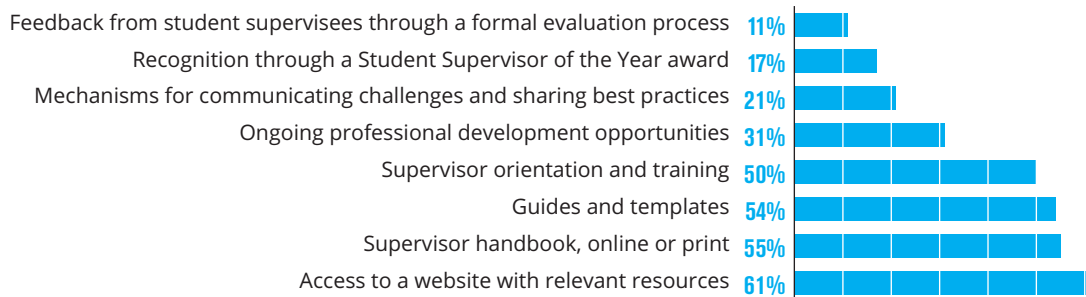 Feedback from student supervisees through a formal evaluation process 11%
Recognition through a Student Supervisor of the Year award 17%
Mechanisms for communicating challenges and sharing best practices 21%
Ongoing professional development opportunities 31%
Supervisor orientation and training 50%
Guides and templates 54%
Supervisor handbook, online or print 55%
Access to a website with relevant resources 61%